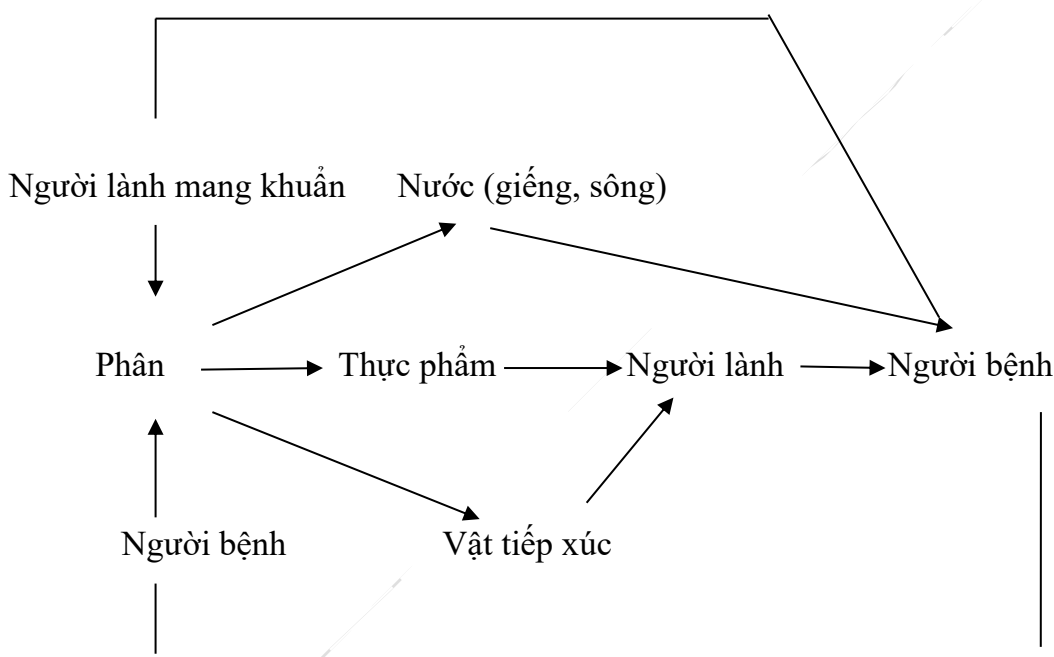 Người lành mang khuẩn Nước (giếng, sông)
Phân Thực phẩm Người lành Người bệnh
Người bệnh Vật tiếp xúc